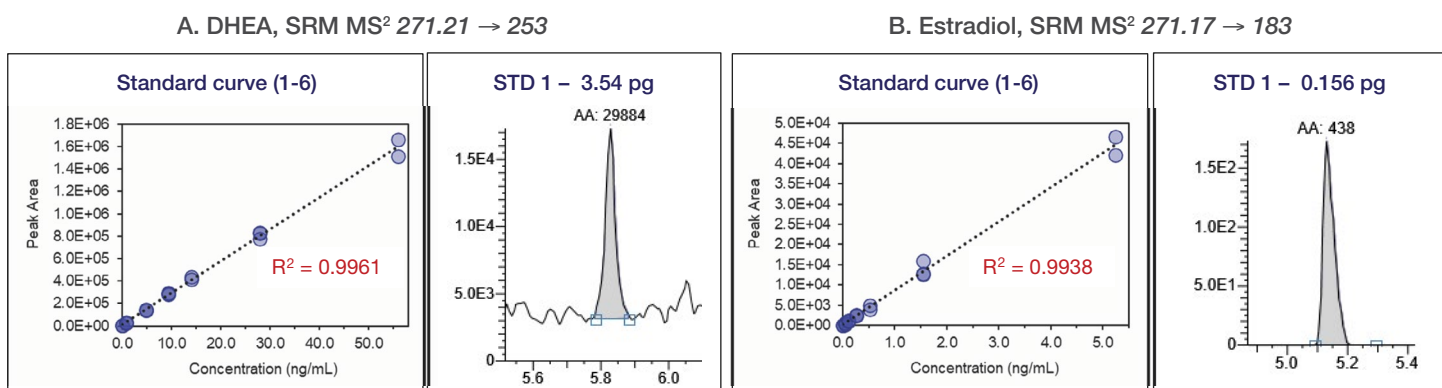 A. DHEA, SRM MS² 271.21 → 253
Standard curve (1-6)
1.8E+06
1.6E+06
1.4E+06
1.2E+06
1.0E+06
8.0E+05
6.0E+05
4.0E+05
2.0E+05
0.0E+00
Peak Area
R² = 0.9961
0.0 10.0 20.0 30.0 40.0 50.0
Concentration (ng/mL)
STD 1 – 3.54 pg
AA: 29884
1.5E4
1.0E4
5.0E3
0
5.6 5.8 6.0
B. Estradiol, SRM MS² 271.17 → 183
Standard curve (1-6)
5.0E+04
4.5E+04
4.0E+04
3.5E+04
3.0E+04
2.5E+04
2.0E+04
1.5E+04
1.0E+04
5.0E+03
0.0E+00
Peak Area
R² = 0.9938
0.0 1.0 2.0 3.0 4.0 5.0
Concentration (ng/mL)
STD 1 – 0.156 pg
AA: 438
1.5E2
1.0E2
5.0E1
0
5.0 5.2 5.4